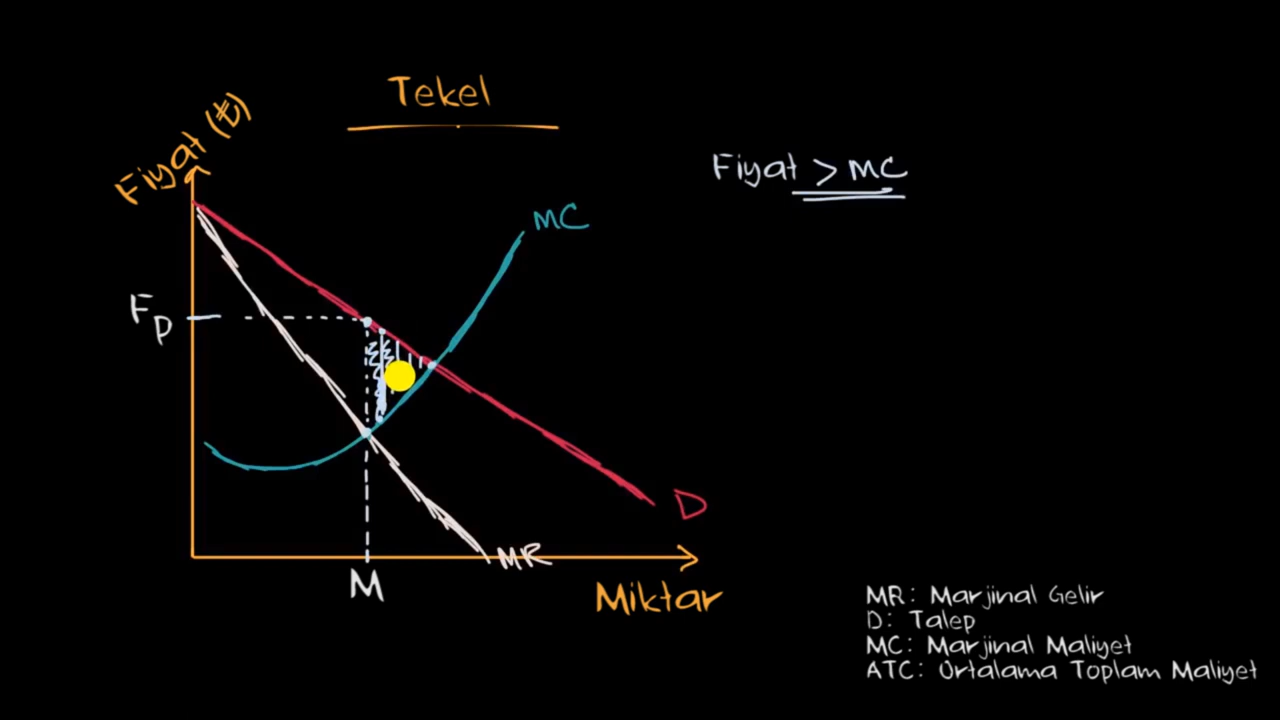 Tekel
Fiyat (₺)
Fiyat > MC
MC
Fp
D
MR
M
Miktar
MR: Marjinal Gelir
D: Talep
MC: Marjinal Maliyet
ATC: Ortalama Toplam Maliyet